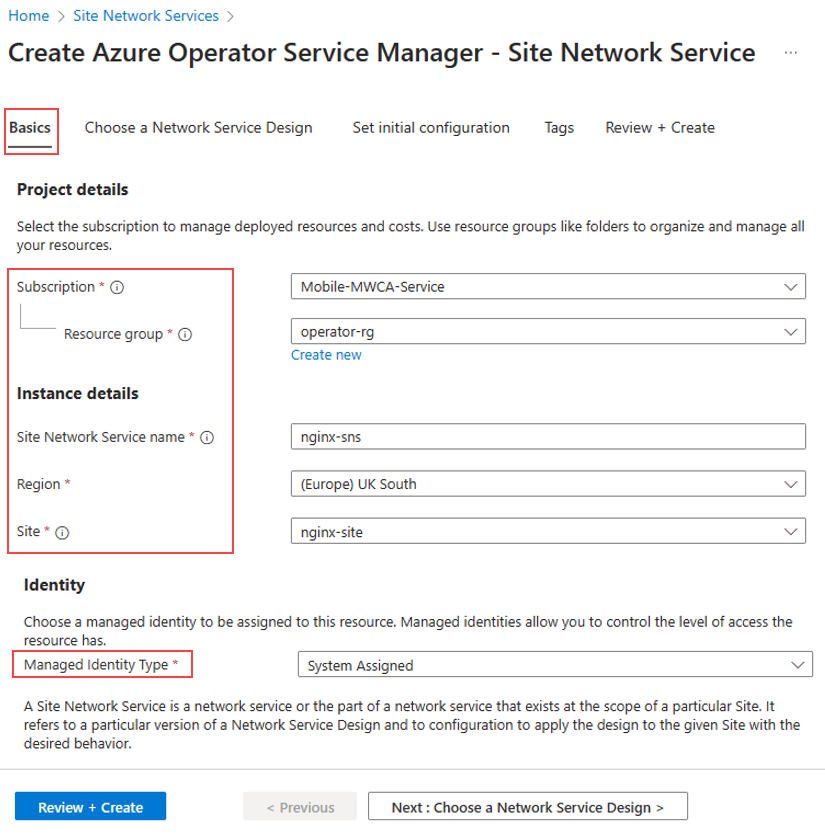 Home > Site Network Services >
Create Azure Operator Service Manager - Site Network Service ...
Basics Choose a Network Service Design Set initial configuration Tags Review + Create
Project details
Select the subscription to manage deployed resources and costs. Use resource groups like folders to organize and manage all
your resources.
Subscription * Mobile-MWCA-Service
Resource group * operator-rg
Create new
Instance details
Site Network Service name * nginx-sns
Region * (Europe) UK South
Site * nginx-site
Identity
Choose a managed identity to be assigned to this resource. Managed identities allow you to control the level of access the
resource has.
Managed Identity Type * System Assigned
A Site Network Service is a network service or the part of a network service that exists at the scope of a particular Site. It
refers to a particular version of a Network Service Design and to configuration to apply the design to the given Site with the
desired behavior.
Review + Create < Previous Next : Choose a Network Service Design >